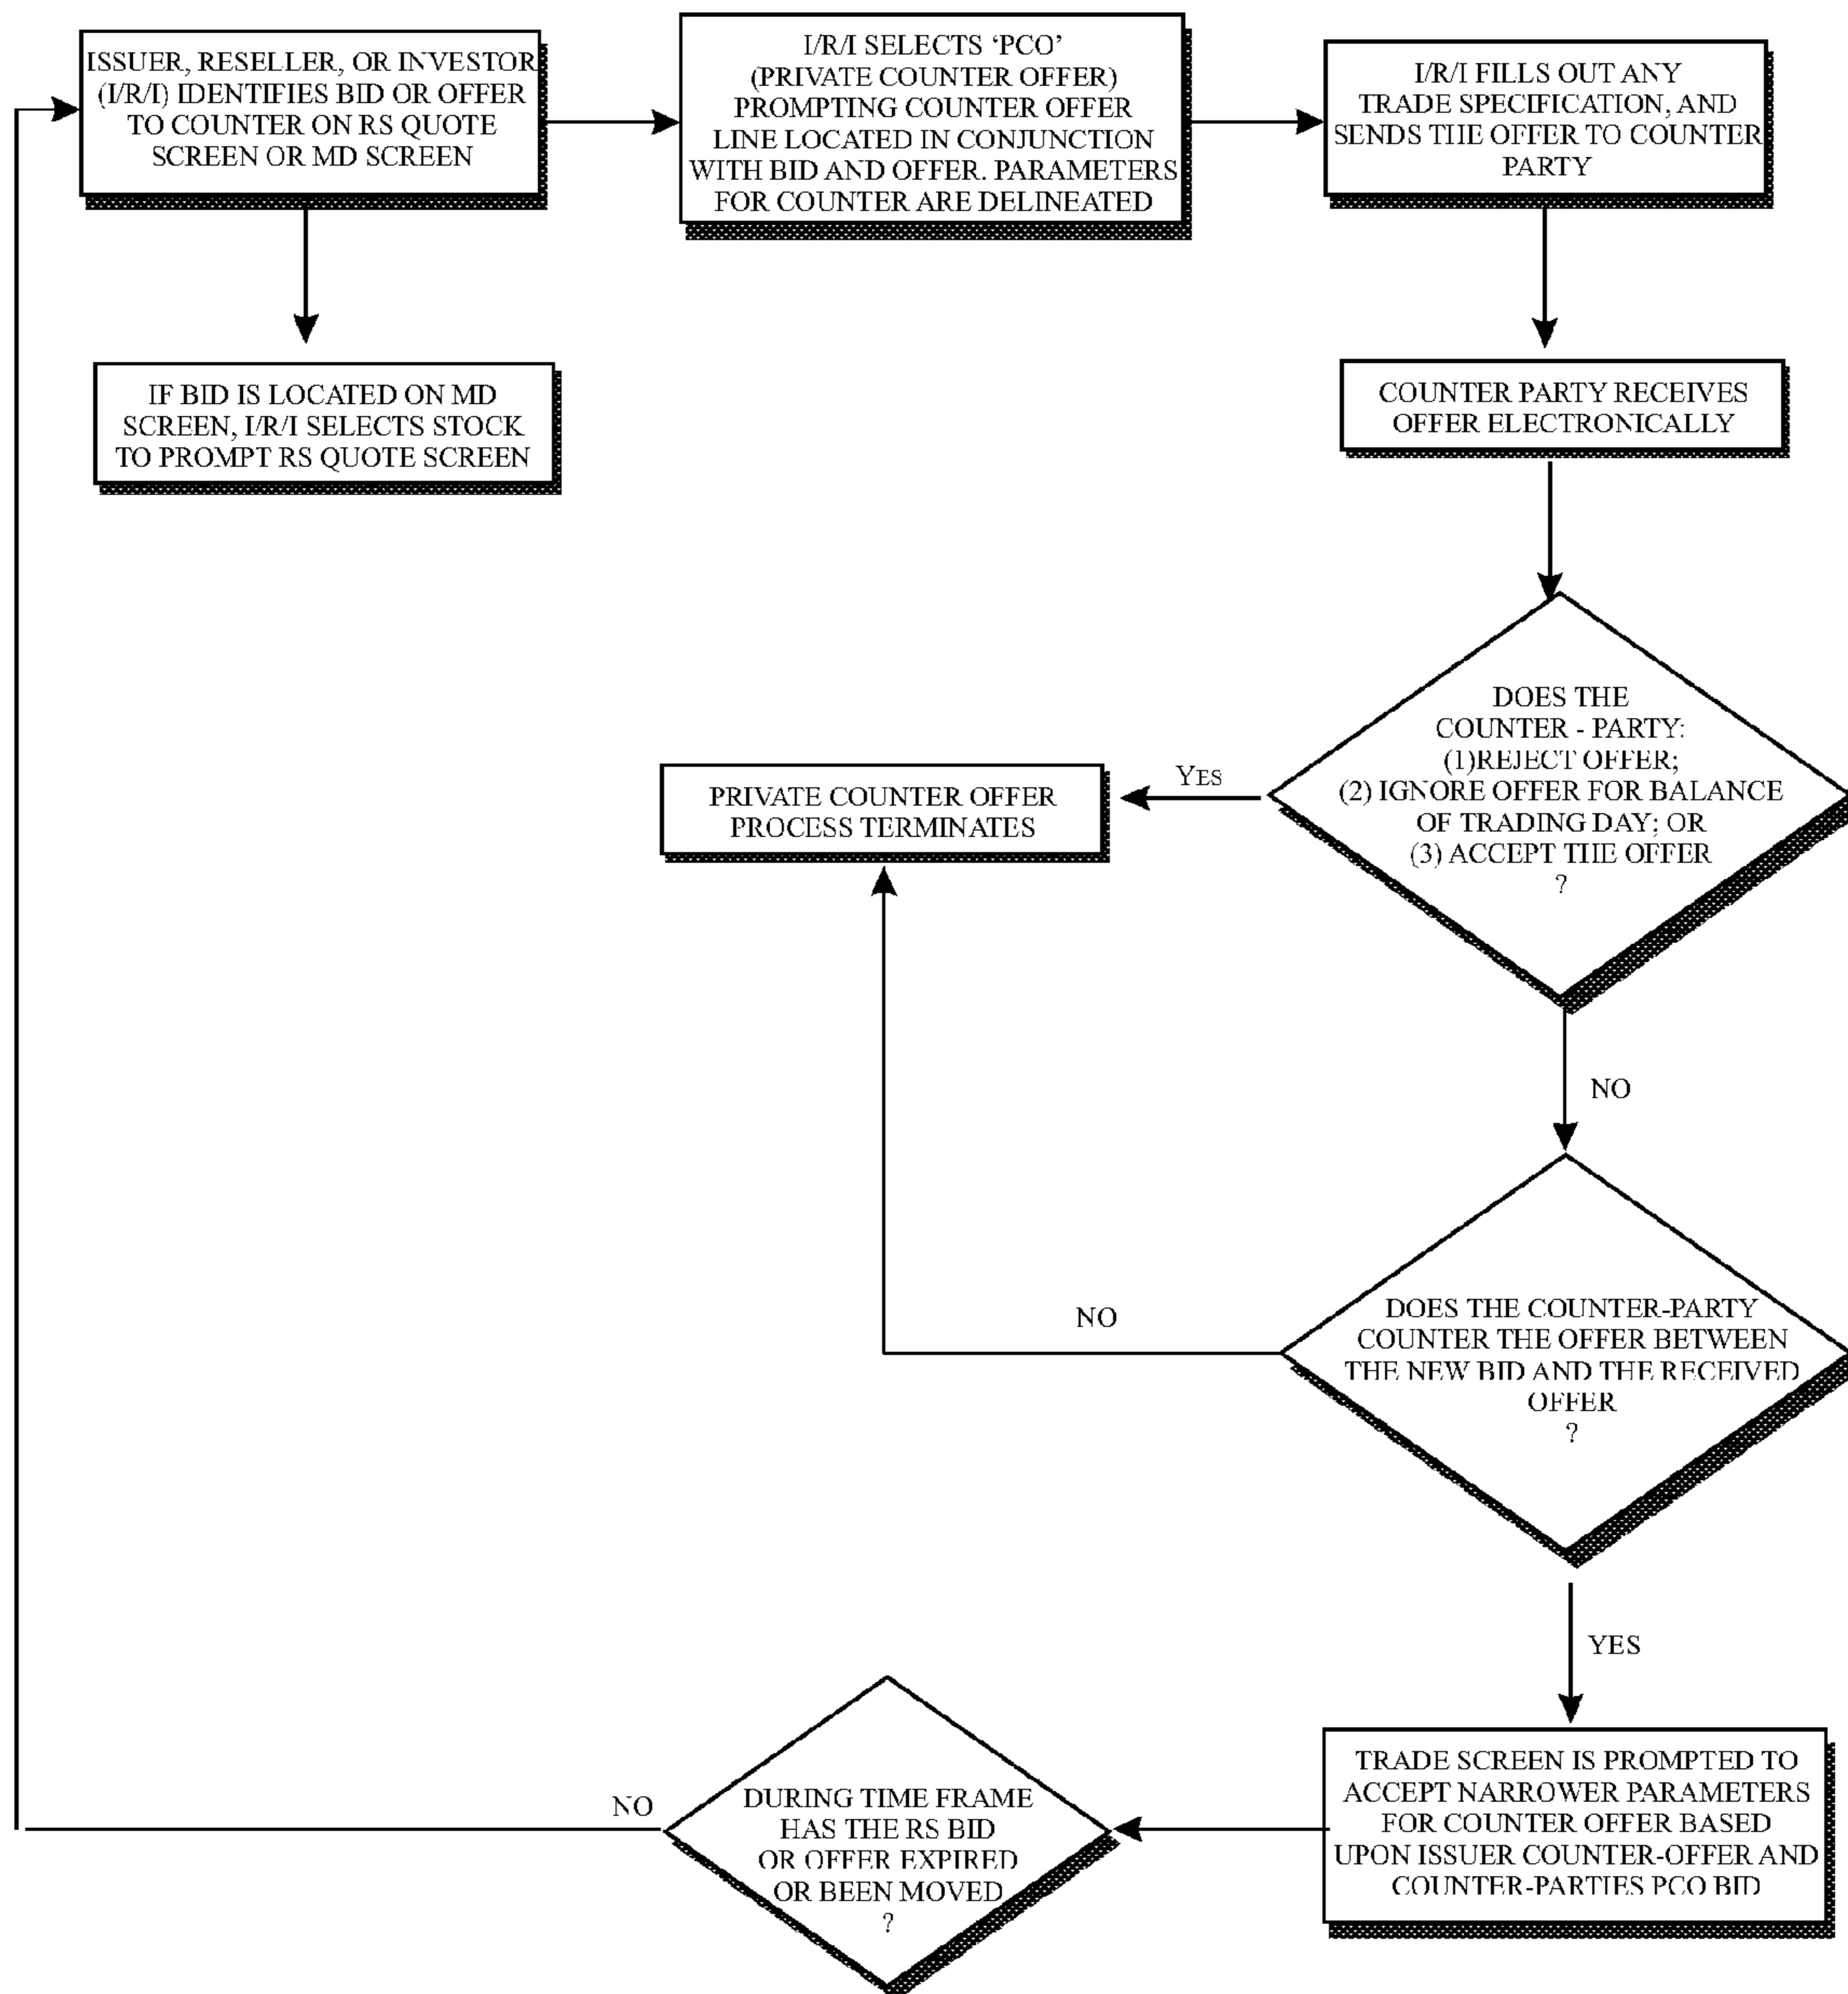 ISSUER, RESELLER, OR INVESTOR
(I/R/I) IDENTIFIES BID OR OFFER
TO COUNTER ON RS QUOTE
SCREEN OR MD SCREEN
I/R/I SELECTS ‘PCO’
(PRIVATE COUNTER OFFER)
PROMPTING COUNTER OFFER
LINE LOCATED IN CONJUNCTION
WITH BID AND OFFER. PARAMETERS
FOR COUNTER ARE DELINEATED
I/R/I FILLS OUT ANY
TRADE SPECIFICATION, AND
SENDS THE OFFER TO COUNTER
PARTY
IF BID IS LOCATED ON MD
SCREEN, I/R/I SELECTS STOCK
TO PROMPT RS QUOTE SCREEN
COUNTER PARTY RECEIVES
OFFER ELECTRONICALLY
DOES THE
COUNTER - PARTY:
(1)REJECT OFFER;
(2) IGNORE OFFER FOR BALANCE
OF TRADING DAY; OR
(3) ACCEPT THE OFFER
?
YES
PRIVATE COUNTER OFFER
PROCESS TERMINATES
NO
DOES THE COUNTER-PARTY
COUNTER THE OFFER BETWEEN
THE NEW BID AND THE RECEIVED
OFFER
?
NO
YES
TRADE SCREEN IS PROMPTED TO
ACCEPT NARROWER PARAMETERS
FOR COUNTER OFFER BASED
UPON ISSUER COUNTER-OFFER AND
COUNTER-PARTIES PCO BID
DURING TIME FRAME
HAS THE RS BID
OR OFFER EXPIRED
OR BEEN MOVED
?
NO